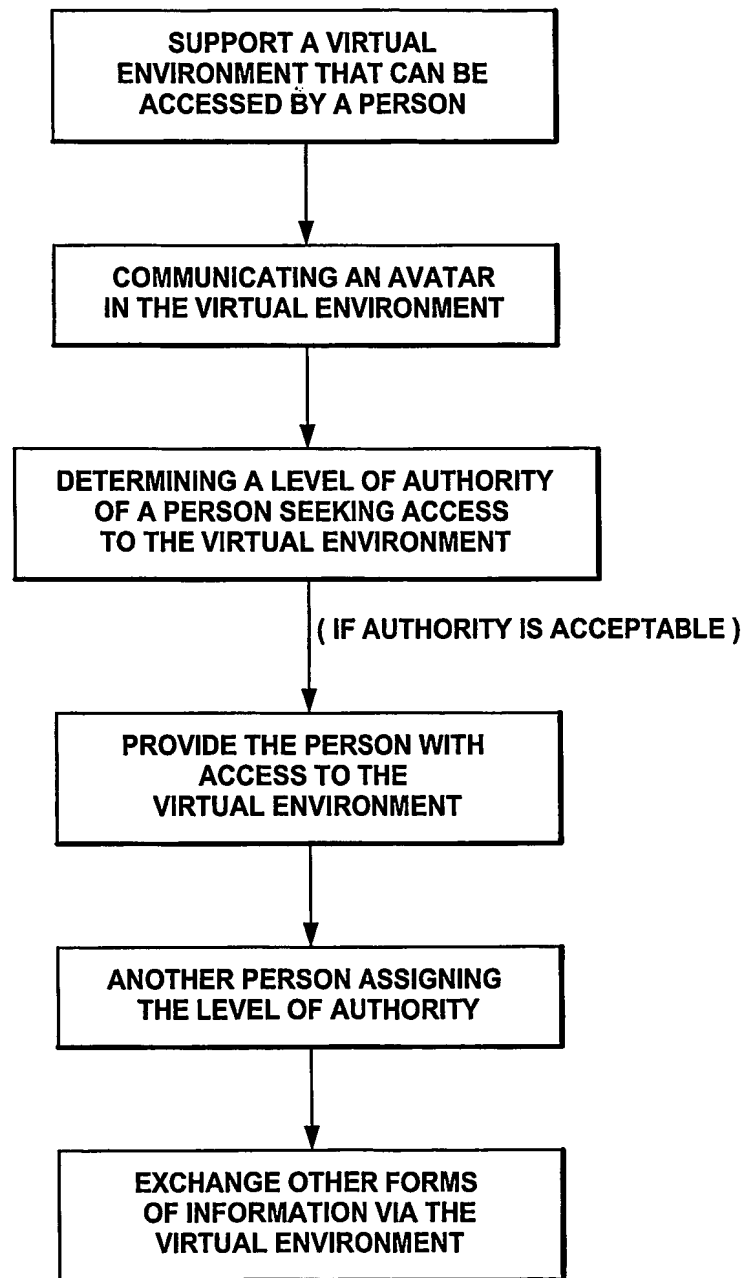 SUPPORT A VIRTUAL
ENVIRONMENT THAT CAN BE
ACCESSED BY A PERSON
COMMUNICATING AN AVATAR
IN THE VIRTUAL ENVIRONMENT
DETERMINING A LEVEL OF AUTHORITY
OF A PERSON SEEKING ACCESS
TO THE VIRTUAL ENVIRONMENT
( IF AUTHORITY IS ACCEPTABLE )
PROVIDE THE PERSON WITH
ACCESS TO THE
VIRTUAL ENVIRONMENT
ANOTHER PERSON ASSIGNING
THE LEVEL OF AUTHORITY
EXCHANGE OTHER FORMS
OF INFORMATION VIA THE
VIRTUAL ENVIRONMENT